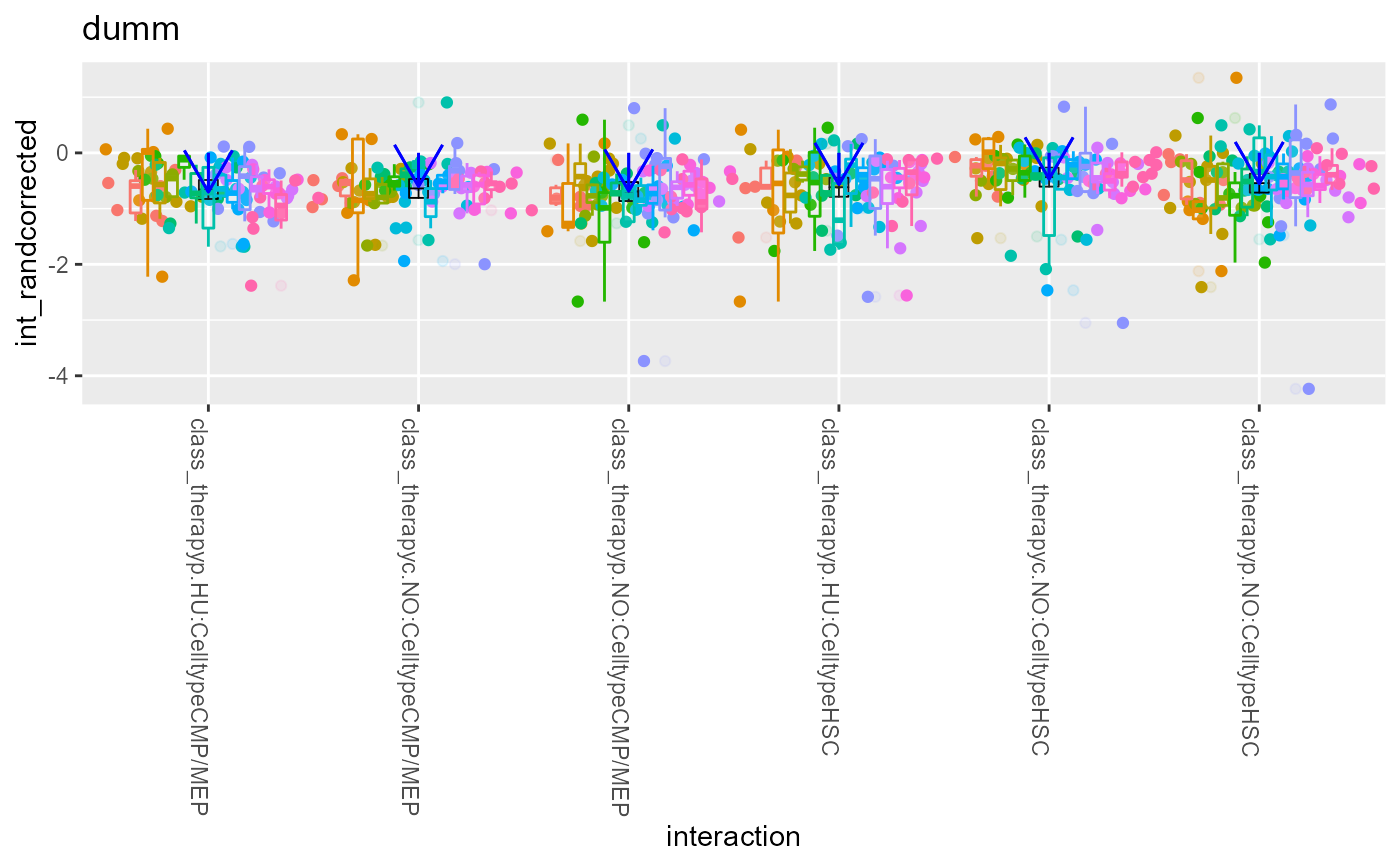 dumm
int_randcorrected
0
-2
-4
class_therapyp.HU:CelltypeCMP/MEP
class_therapyc.NO:CelltypeCMP/MEP
class_therapyp.NO:CelltypeCMP/MEP
class_therapyp.HU:CelltypeHSC
class_therapyc.NO:CelltypeHSC
class_therapyp.NO:CelltypeHSC
interaction